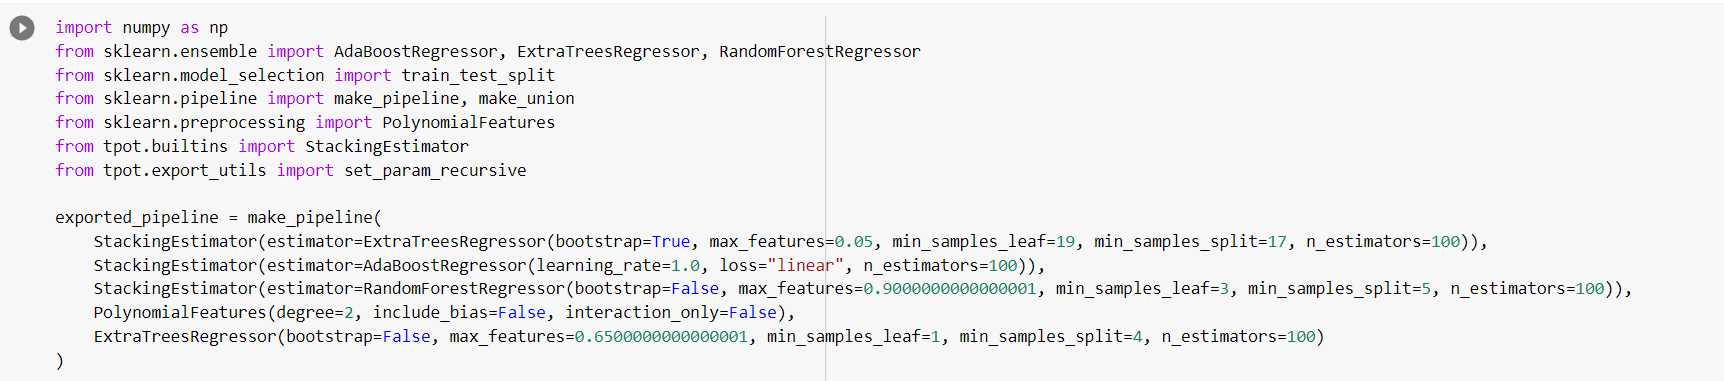 import numpy as np
from sklearn.ensemble import AdaBoostRegressor, ExtraTreesRegressor, RandomForestRegressor
from sklearn.model_selection import train_test_split
from sklearn.pipeline import make_pipeline, make_union
from sklearn.preprocessing import PolynomialFeatures
from tpot.builtins import StackingEstimator
from tpot.export_utils import set_param_recursive

exported_pipeline = make_pipeline(
    StackingEstimator(estimator=ExtraTreesRegressor(bootstrap=True, max_features=0.05, min_samples_leaf=19, min_samples_split=17, n_estimators=100)),
    StackingEstimator(estimator=AdaBoostRegressor(learning_rate=1.0, loss="linear", n_estimators=100)),
    StackingEstimator(estimator=RandomForestRegressor(bootstrap=False, max_features=0.9000000000000001, min_samples_leaf=3, min_samples_split=5, n_estimators=100)),
    PolynomialFeatures(degree=2, include_bias=False, interaction_only=False),
    ExtraTreesRegressor(bootstrap=False, max_features=0.6500000000000001, min_samples_leaf=1, min_samples_split=4, n_estimators=100)
)